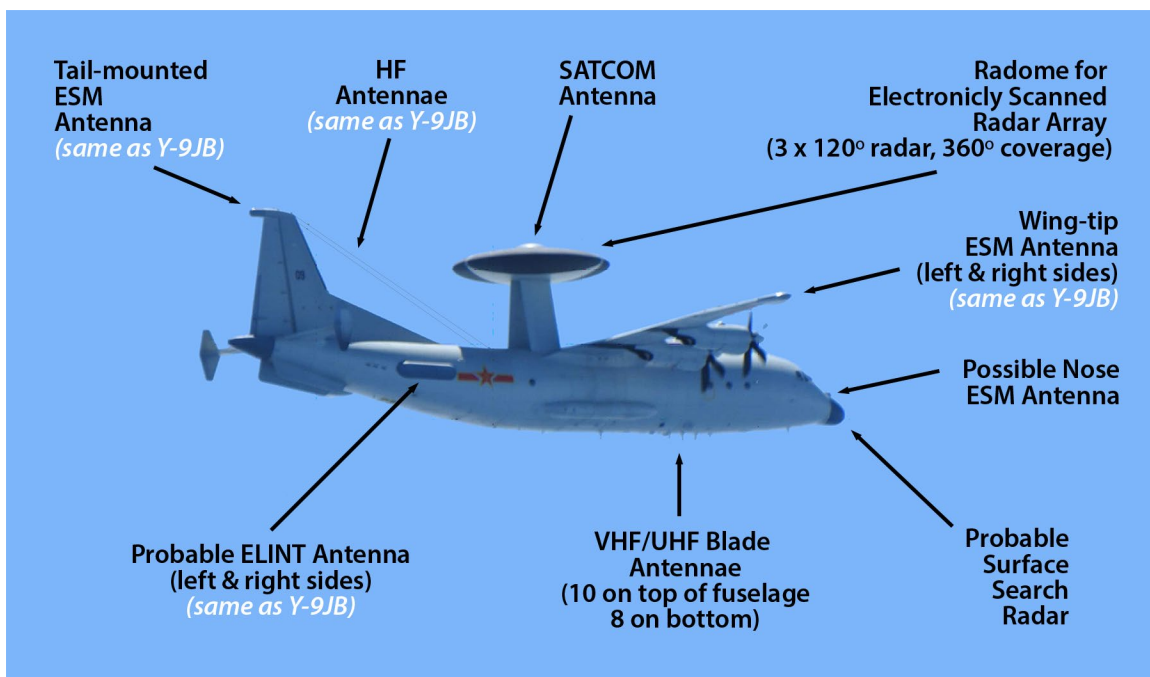 Tail-mounted
ESM
Antenna
(same as Y-9JB)
HF
Antennae
(same as Y-9JB)
SATCOM
Antenna
Radome for
Electronicly Scanned
Radar Array
(3 x 120º radar, 360º coverage)
Wing-tip
ESM Antenna
(left & right sides)
(same as Y-9JB)
Possible Nose
ESM Antenna
Probable ELINT Antenna
(left & right sides)
(same as Y-9JB)
VHF/UHF Blade
Antennae
(10 on top of fuselage
8 on bottom)
Probable
Surface
Search
Radar